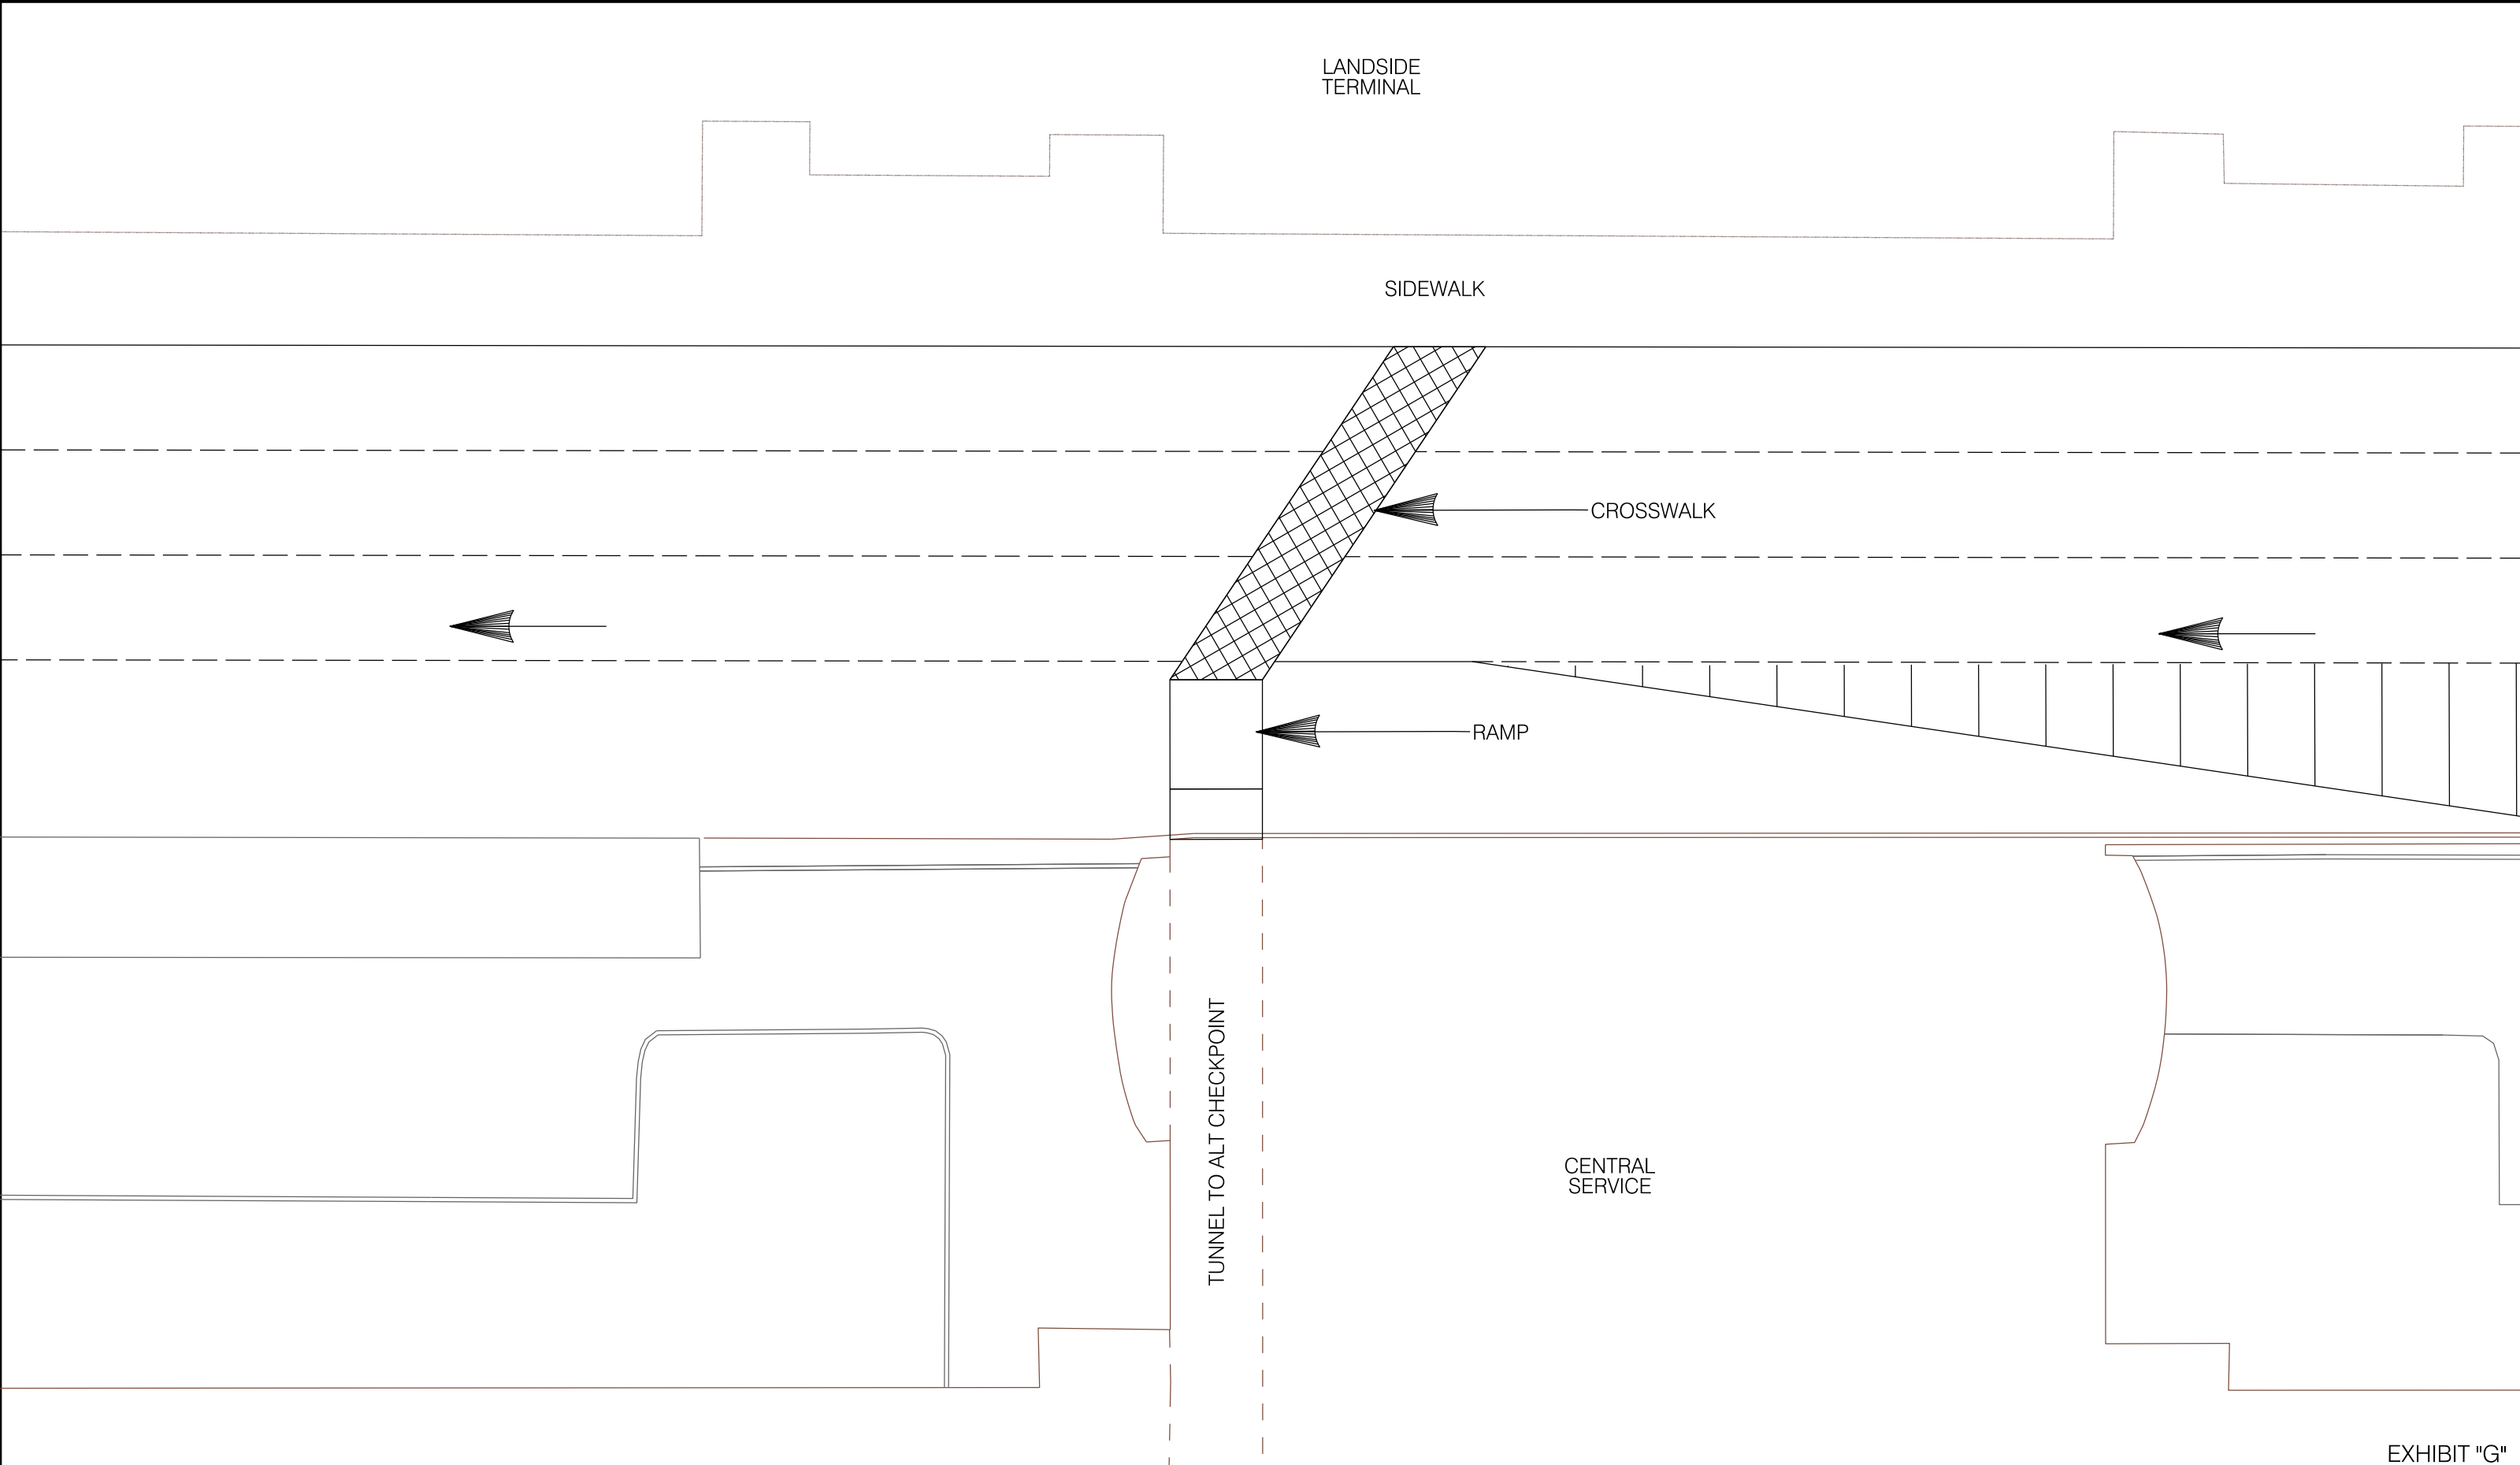 LANDSIDE
TERMINAL
SIDEWALK
CROSSWALK
RAMP
TUNNEL TO ALT CHECKPOINT
CENTRAL
SERVICE
EXHIBIT "G"